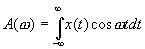 A(ω) = ∫_{-∞}^{∞} x(t) cos ωt dt